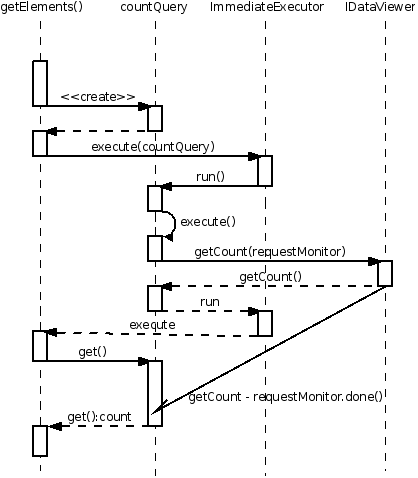 getElements() countQuery ImmediateExecutor IDataViewer
<<create>>
execute(countQuery)
run()
execute()
getCount(requestMonitor)
getCount()
run
execute
get()
getCount - requestMonitor.done()
get():count